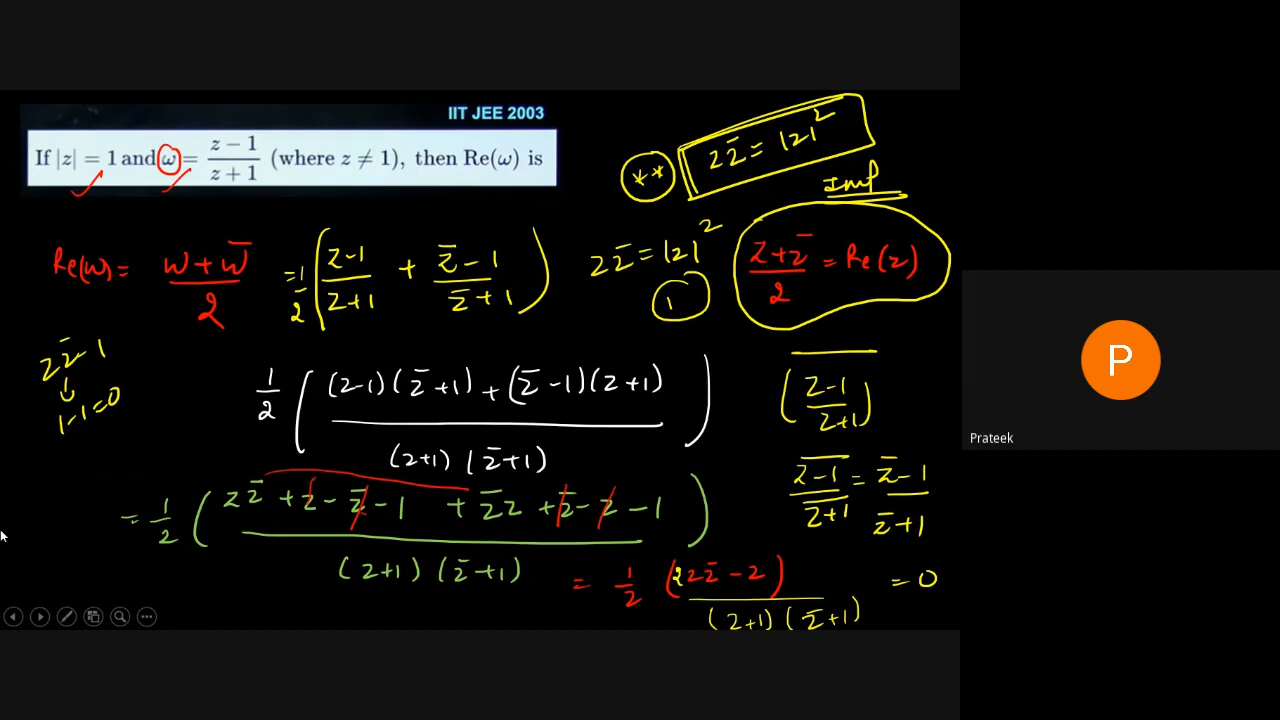 IIT JEE 2003
If |z| = 1 and ω = (z − 1)/(z + 1) (where z ≠ 1), then Re(ω) is
** zz̄ = |z|²
Imp
Re(w) = (w + w̄)/2 = 1/2 ( (z-1)/(z+1) + (z̄-1)/(z̄+1) )
zz̄ = |z|²
1
(z+z̄)/2 = Re(z)
zz̄-1
↓
1-1=0
1/2 ( ((z-1)(z̄+1) + (z̄-1)(z+1)) / ((z+1)(z̄+1)) )
\overline{((z-1)/(z+1))}
\overline{z-1}/\overline{z+1} = (z̄-1)/(z̄+1)
= 1/2 ( (zz̄ + z - z̄ - 1 + z̄z + z̄ - z - 1) / ((z+1)(z̄+1)) )
= 1/2 (2zz̄ - 2) / ((z+1)(z̄+1)) = 0
P
Prateek